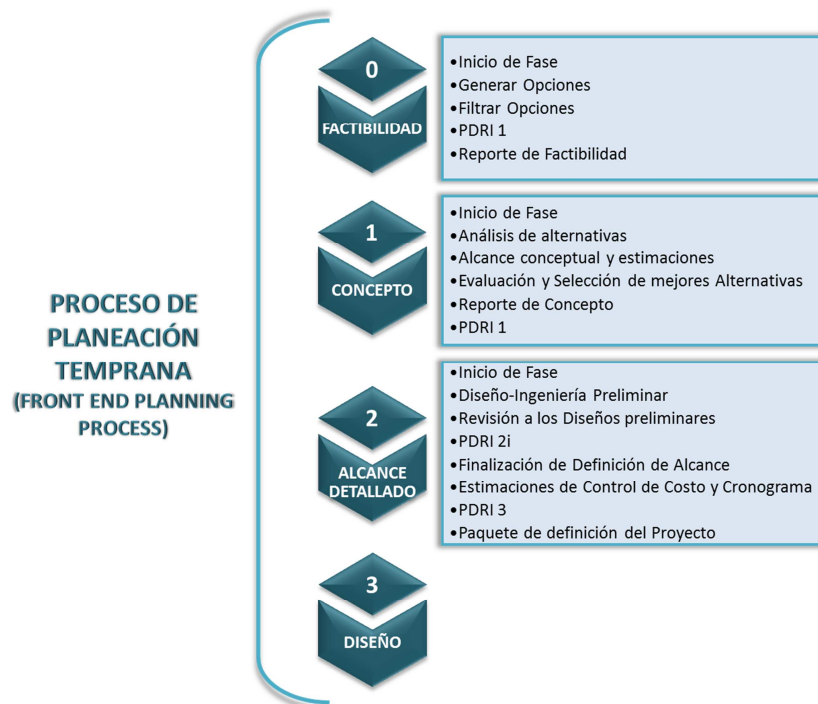 PROCESO DE
PLANEACIÓN
TEMPRANA
(FRONT END PLANNING
PROCESS)
0
FACTIBILIDAD
•Inicio de Fase
•Generar Opciones
•Filtrar Opciones
•PDRI 1
•Reporte de Factibilidad
1
CONCEPTO
•Inicio de Fase
•Análisis de alternativas
•Alcance conceptual y estimaciones
•Evaluación y Selección de mejores Alternativas
•Reporte de Concepto
•PDRI 1
2
ALCANCE
DETALLADO
•Inicio de Fase
•Diseño-Ingeniería Preliminar
•Revisión a los Diseños preliminares
•PDRI 2i
•Finalización de Definición de Alcance
•Estimaciones de Control de Costo y Cronograma
•PDRI 3
•Paquete de definición del Proyecto
3
DISEÑO